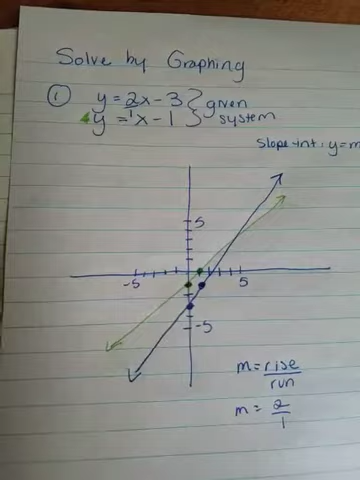 Solve by Graphing
① y = 2x - 3 } given
y = 1x - 1 } system
slope-int: y=m
5
-5
5
-5
m = rise/run
m = 2/1